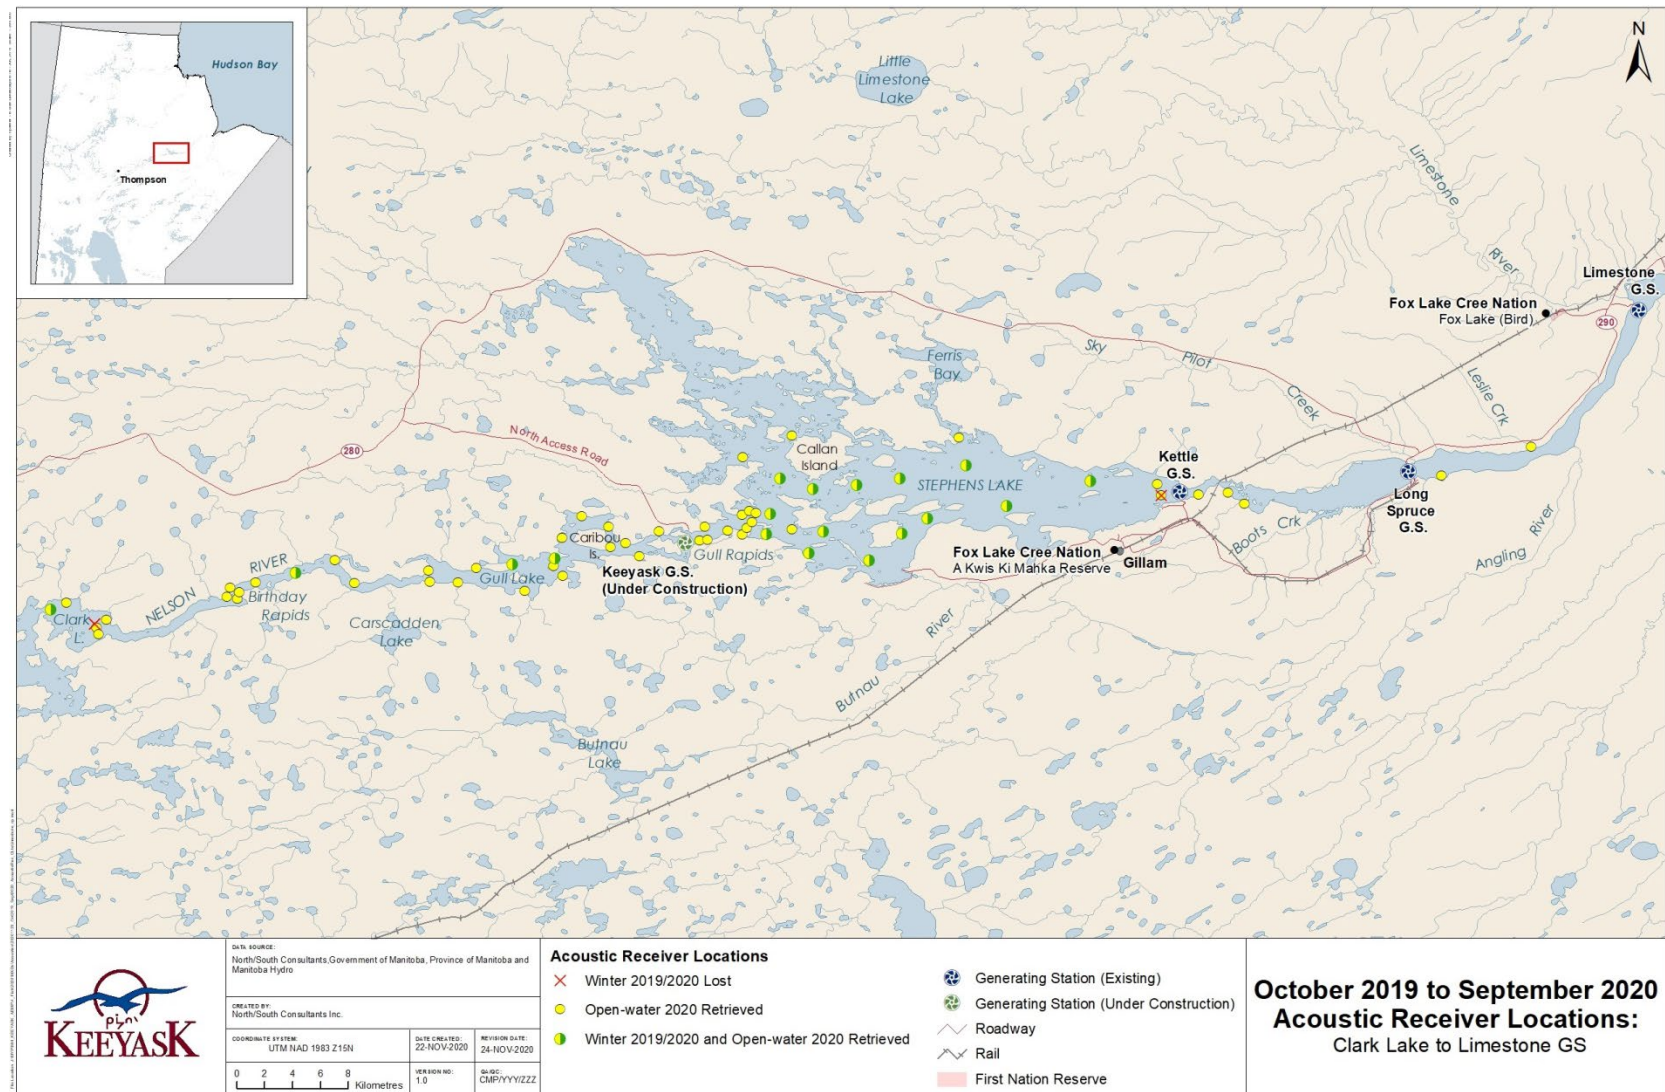 Hudson Bay
Thompson
N
Little
Limestone
Lake
Limestone
River
Limestone
G.S.
Fox Lake Cree Nation
Fox Lake (Bird)
290
Ferris
Bay
Sky
Pilot
Creek
Leslie Crk
North Access Road
280
Callan
Island
STEPHENS LAKE
Kettle
G.S.
Long
Spruce
G.S.
Boots Crk
Angling
River
Caribou
Is.
Gull Rapids
Keeyask G.S.
(Under Construction)
Fox Lake Cree Nation
A Kwis Ki Mahka Reserve
Gillam
Gull Lake
NELSON
RIVER
Birthday
Rapids
Clark
L.
Carscadden
Lake
Butnau
River
Butnau
Lake
KEEYASK
DATA SOURCE:
North/South Consultants,Government of Manitoba, Province of Manitoba and
Manitoba Hydro
CREATED BY:
North/South Consultants Inc.
COORDINATE SYSTEM:
UTM NAD 1983 Z15N
DATE CREATED:
22-NOV-2020
REVISION DATE:
24-NOV-2020
0 2 4 6 8
Kilometres
VERSION NO:
1.0
QA/QC:
CMP/YYY/ZZZ
Acoustic Receiver Locations
Winter 2019/2020 Lost
Open-water 2020 Retrieved
Winter 2019/2020 and Open-water 2020 Retrieved
Generating Station (Existing)
Generating Station (Under Construction)
Roadway
Rail
First Nation Reserve
October 2019 to September 2020
Acoustic Receiver Locations:
Clark Lake to Limestone GS